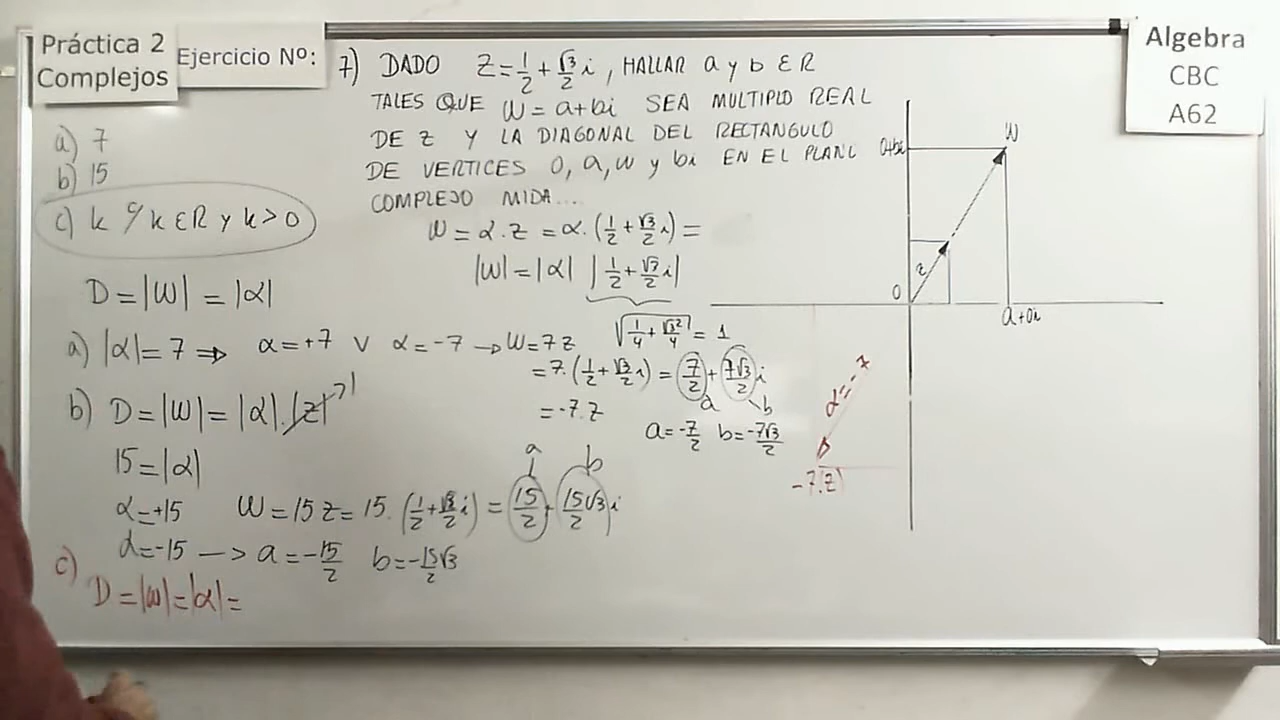 Práctica 2
Complejos
Ejercicio Nº:
Algebra
CBC
A62
7) DADO Z = 1/2 + √3/2 i, HALLAR a y b ∈ R
TALES QUE W = a+bi SEA MULTIPLO REAL
DE Z Y LA DIAGONAL DEL RECTANGULO
DE VERTICES 0, a, w y bi EN EL PLANO
COMPLEJO MIDA...
a) 7
b) 15
c) k % k ∈ R y k > 0
W = α.z = α.(1/2 + √3/2 i) =
|W| = |α| |1/2 + √3/2 i|
√(1/4 + √3²/4) = 1
D = |W| = |α|
a) |α| = 7 ⇒ α = +7 ∨ α = -7 → W = 7z
= 7.(1/2 + √3/2 i) = 7/2 + 7√3/2 i
a b
= -7.z
a = -7/2 b = -7√3/2
b) D = |W| = |α|.|z| 1
15 = |α|
a b
α = +15 W = 15z = 15.(1/2 + √3/2 i) = 15/2 + 15/2 √3 i
α = -15 → a = -15/2 b = -15/2 √3
c) D = |W| = |α| =
W
z
0
a+0i
α = -7
-7(z)